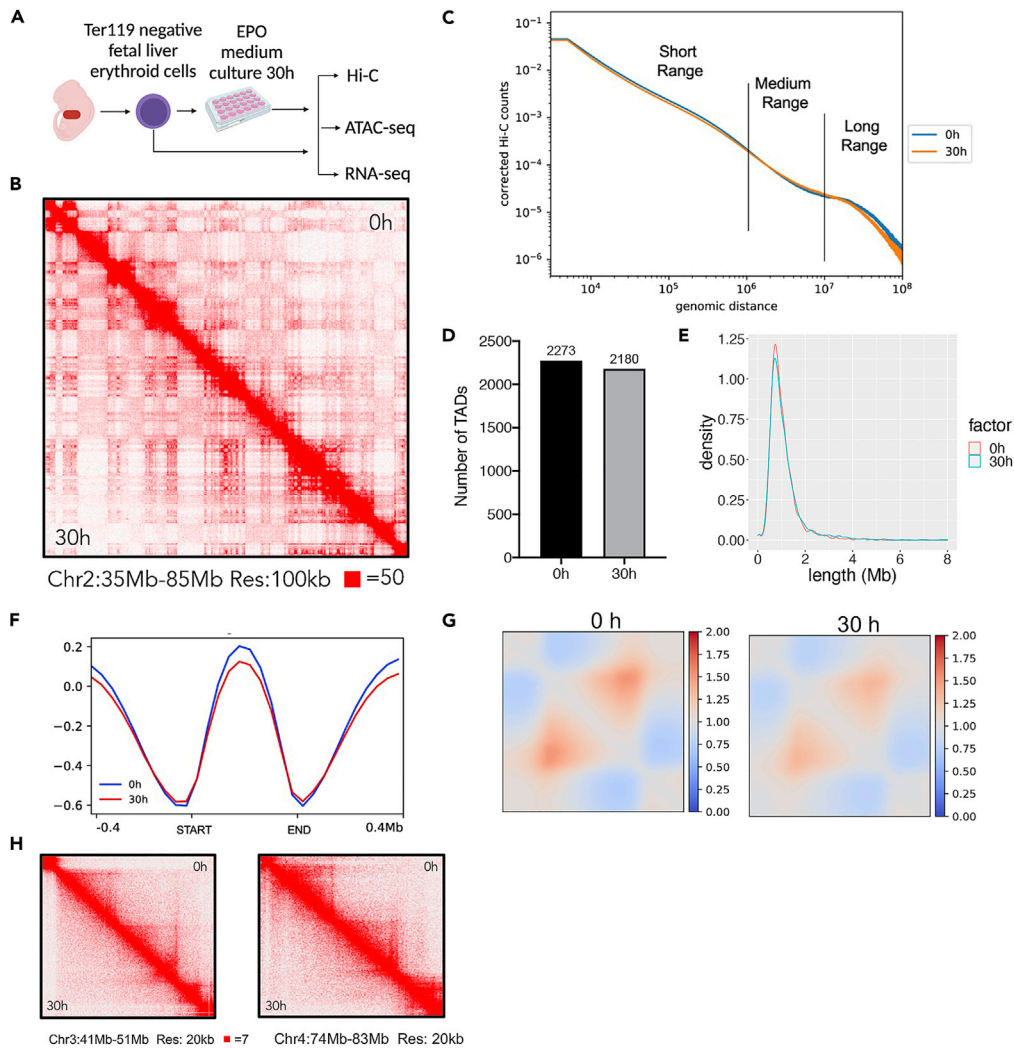 A
Ter119 negative
fetal liver
erythroid cells
EPO
medium
culture 30h
Hi-C
ATAC-seq
RNA-seq
B
0h
30h
Chr2:35Mb-85Mb Res:100kb =50
C
corrected Hi-C counts
10⁻¹
10⁻²
10⁻³
10⁻⁴
10⁻⁵
10⁻⁶
Short
Range
Medium
Range
Long
Range
0h
30h
10⁴ 10⁵ 10⁶ 10⁷ 10⁸
genomic distance
D
Number of TADs
2500
2000
1500
1000
500
0
2273
2180
0h 30h
E
density
1.25
1.00
0.75
0.50
0.25
0.00
0 2 4 6 8
length (Mb)
factor
0h
30h
F
0.2
0.0
−0.2
−0.4
−0.6
0h
30h
-0.4 START END 0.4Mb
G
0 h
2.00
1.75
1.50
1.25
1.00
0.75
0.50
0.25
0.00
30 h
2.00
1.75
1.50
1.25
1.00
0.75
0.50
0.25
0.00
H
0h
30h
Chr3:41Mb-51Mb Res: 20kb =7
0h
30h
Chr4:74Mb-83Mb Res: 20kb